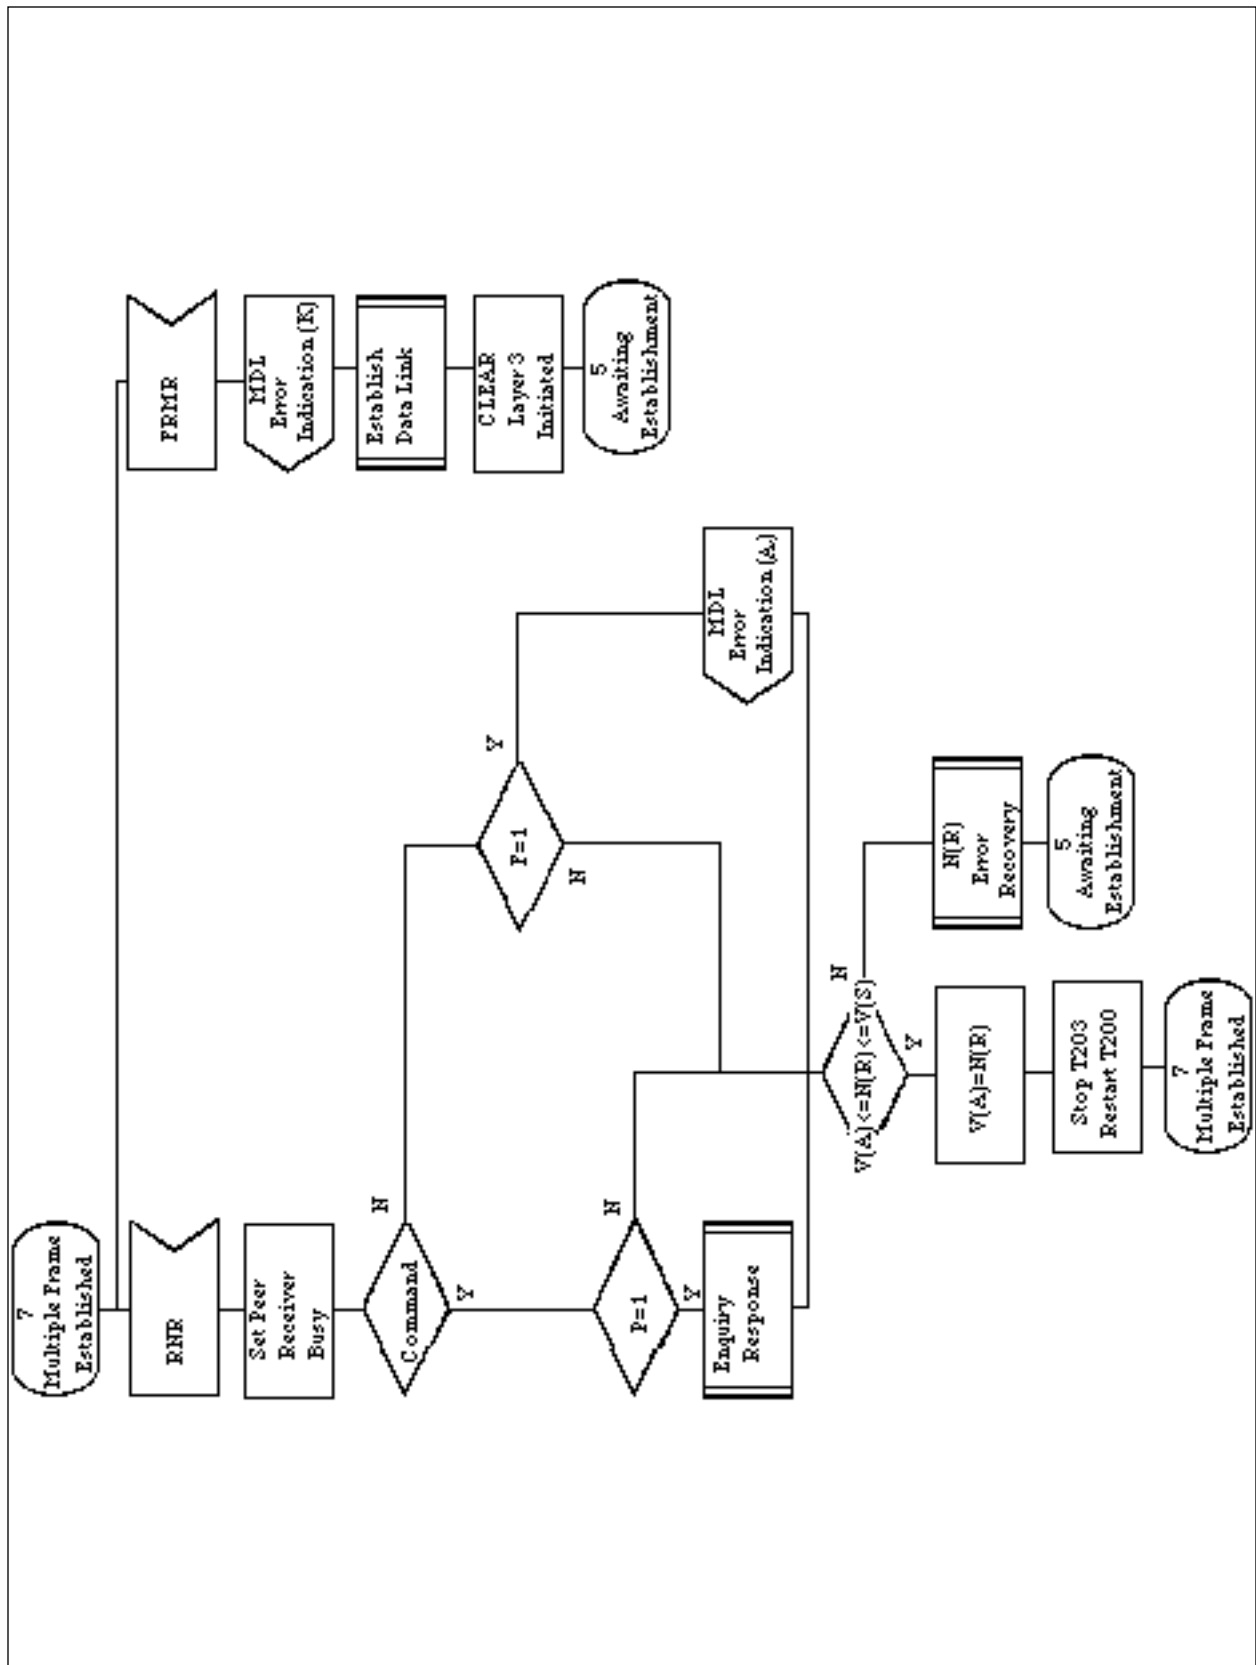 7
Multiple Frame
Established
RNR
Set Peer
Receiver
Busy
Command
N
Y
P=1
N
Y
Enquiry
Response
F=1
Y
N
MDL
Error
Indication (A)
V(A)<=N(R)<=V(S)
N
Y
V(A)=N(R)
Stop T203
Restart T200
7
Multiple Frame
Established
N(R)
Error
Recovery
5
Awaiting
Establishment
FRMR
MDL
Error
Indication (K)
Establish
Data Link
CLEAR
Layer 3
Initiated
5
Awaiting
Establishment